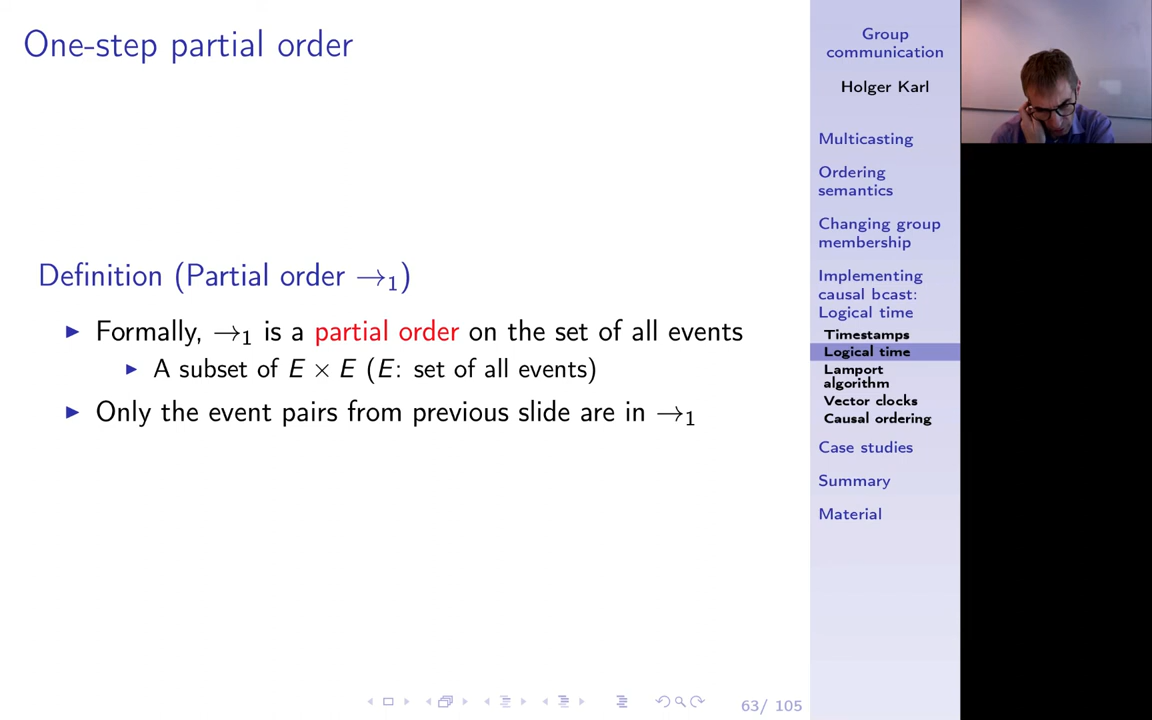 One-step partial order
Definition (Partial order →₁)
▶ Formally, →₁ is a partial order on the set of all events
▶ A subset of E × E (E: set of all events)
▶ Only the event pairs from previous slide are in →₁
Group
communication
Holger Karl
Multicasting
Ordering
semantics
Changing group
membership
Implementing
causal bcast:
Logical time
Timestamps
Logical time
Lamport
algorithm
Vector clocks
Causal ordering
Case studies
Summary
Material
63/ 105